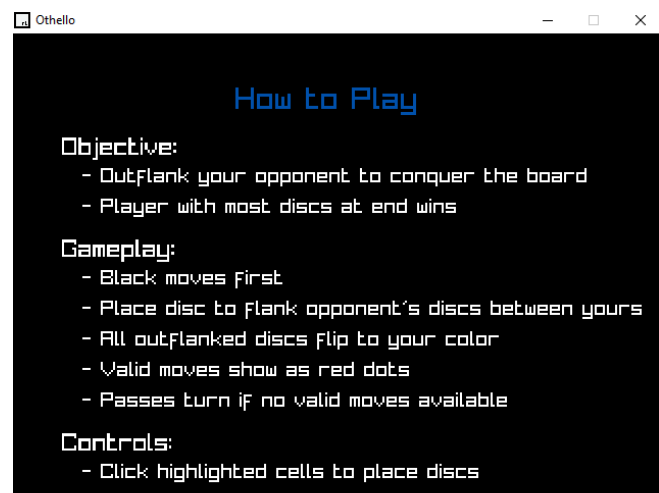 Othello
How to Play
Objective:
- Outflank your opponent to conquer the board
- Player with most discs at end wins
Gameplay:
- Black moves first
- Place disc to flank opponent's discs between yours
- All outflanked discs flip to your color
- Valid moves show as red dots
- Passes turn if no valid moves available
Controls:
- Click highlighted cells to place discs